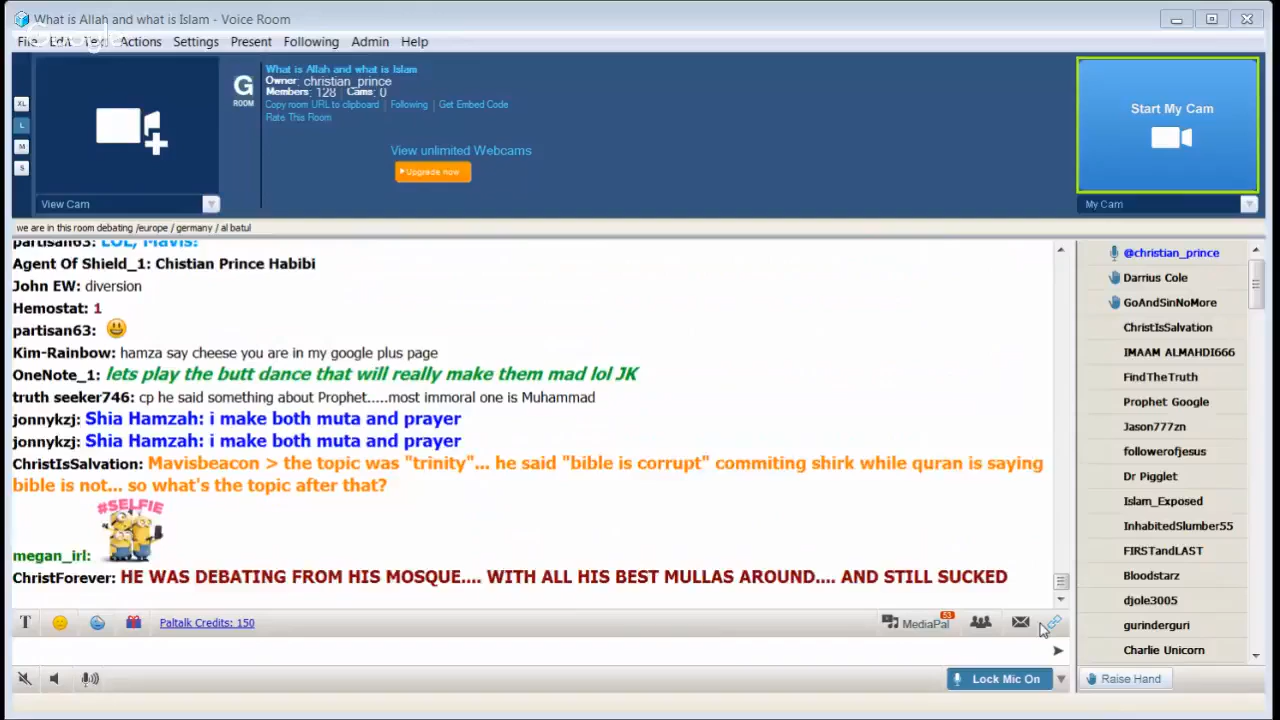 What is Allah and what is Islam - Voice Room
Google
File Edit Text Actions Settings Present Following Admin Help
XL
L
M
S
View Cam
G
ROOM
What is Allah and what is Islam
Owner: christian_prince
Members: 128 Cams: 0
Copy room URL to clipboard | Following | Get Embed Code
Rate This Room
View unlimited Webcams
Upgrade now
Start My Cam
My Cam
we are in this room debating /europe / germany / al batul
partisan63: LOL, Mavis!
Agent Of Shield_1: Chistian Prince Habibi
John EW: diversion
Hemostat: 1
partisan63:
Kim-Rainbow: hamza say cheese you are in my google plus page
OneNote_1: lets play the butt dance that will really make them mad lol JK
truth seeker746: cp he said something about Prophet.....most immoral one is Muhammad
jonnykzj: Shia Hamzah: i make both muta and prayer
jonnykzj: Shia Hamzah: i make both muta and prayer
ChristIsSalvation: Mavisbeacon > the topic was "trinity"... he said "bible is corrupt" commiting shirk while quran is saying
bible is not... so what's the topic after that?
#SELFIE
megan_irl:
ChristForever: HE WAS DEBATING FROM HIS MOSQUE.... WITH ALL HIS BEST MULLAS AROUND.... AND STILL SUCKED
@christian_prince
Darrius Cole
GoAndSinNoMore
ChristIsSalvation
IMAAM ALMAHDI666
FindTheTruth
Prophet Google
Jason777zn
followerofjesus
Dr Pigglet
Islam_Exposed
InhabitedSlumber55
FIRSTandLAST
Bloodstarz
djole3005
gurinderguri
Charlie Unicorn
T
Paltalk Credits: 150
MediaPal 53
Lock Mic On
Raise Hand